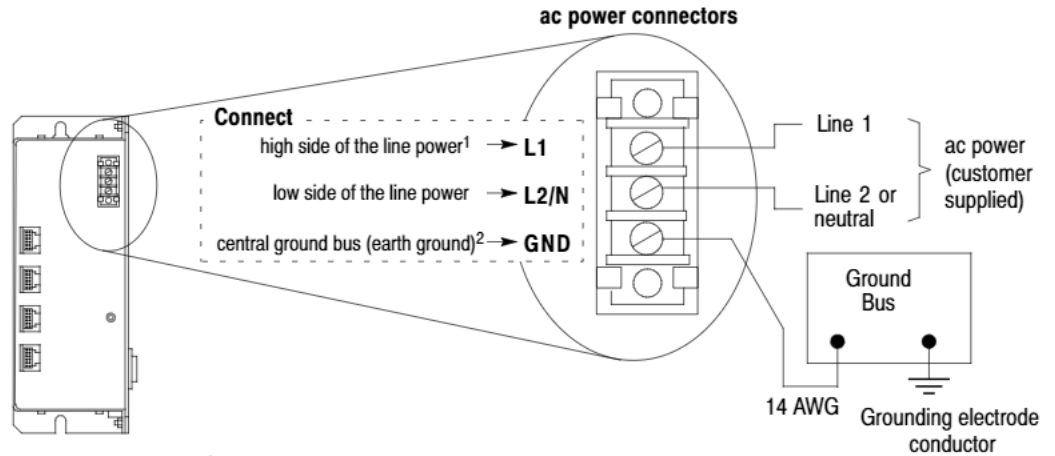 ac power connectors
Connect
high side of the line power1 → L1
low side of the line power → L2/N
central ground bus (earth ground)2 → GND
Line 1
Line 2 or
neutral
ac power
(customer
supplied)
Ground
Bus
14 AWG
Grounding electrode
conductor